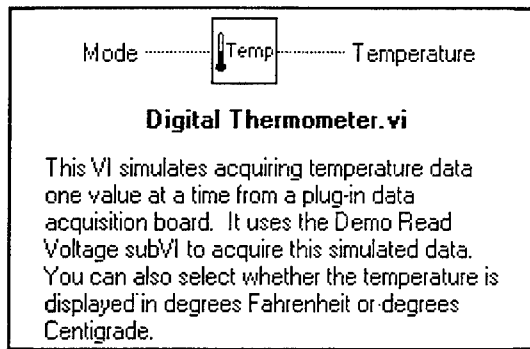 Mode Temp Temperature
Digital Thermometer.vi
This VI simulates acquiring temperature data
one value at a time from a plug-in data
acquisition board. It uses the Demo Read
Voltage subVI to acquire this simulated data.
You can also select whether the temperature is
displayed in degrees Fahrenheit or degrees
Centigrade.